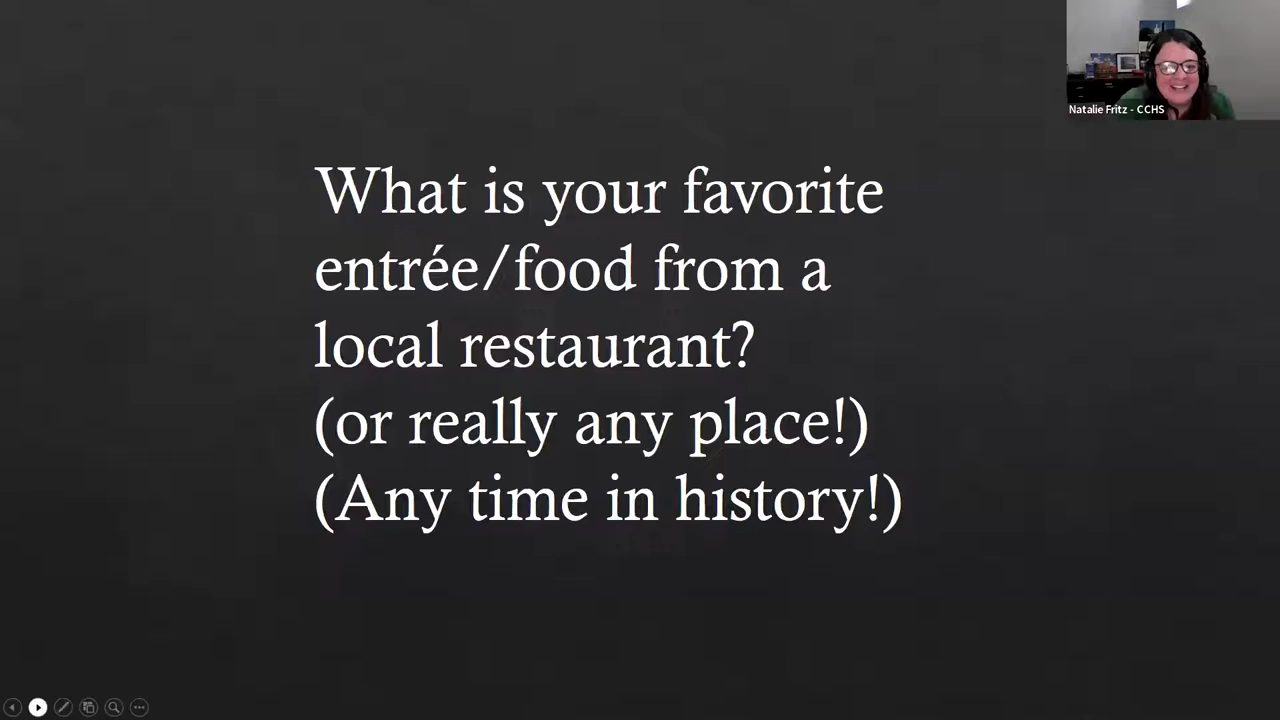 Natalie Fritz - CCHS
What is your favorite
entrée/food from a
local restaurant?
(or really any place!)
(Any time in history!)